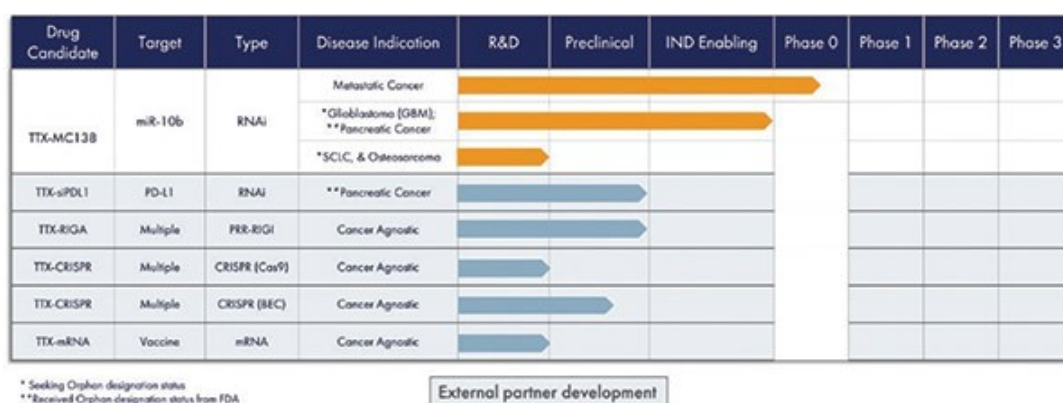 Drug Candidate Target Type Disease Indication R&D Preclinical IND Enabling Phase 0 Phase 1 Phase 2 Phase 3
TTX-MC138 miR-10b RNAi
Metastatic Cancer
*Glioblastoma (GBM);
**Pancreatic Cancer
*SCLC, & Osteosarcoma
TTX-siPDL1 PD-L1 RNAi **Pancreatic Cancer
TTX-RIGA Multiple PRR-RIGI Cancer Agnostic
TTX-CRISPR Multiple CRISPR (Cas9) Cancer Agnostic
TTX-CRISPR Multiple CRISPR (BEC) Cancer Agnostic
TTX-mRNA Vaccine mRNA Cancer Agnostic
* Seeking Orphan designation status
**Received Orphan designation status from FDA
External partner development